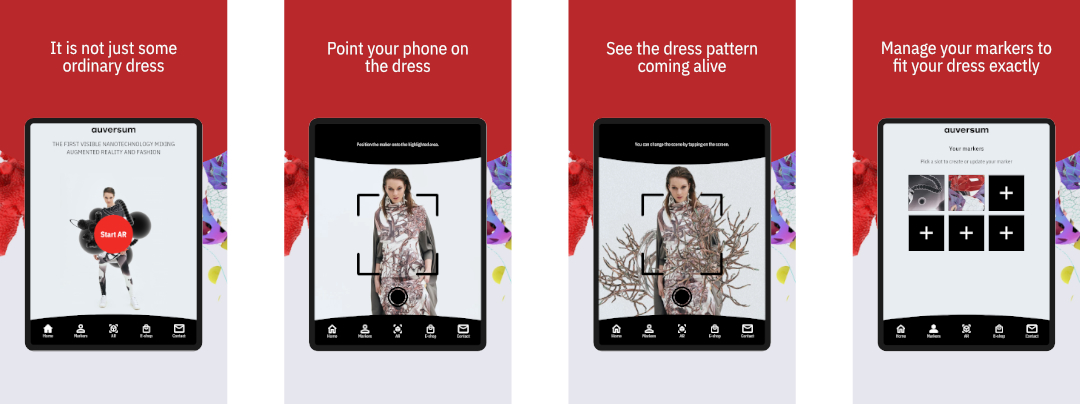 It is not just some
ordinary dress
auversum
THE FIRST VISIBLE NANOTECHNOLOGY MIXING
AUGMENTED REALITY AND FASHION
Start AR
Home
Markers
AR
E-shop
Contact
Point your phone on
the dress
Position the marker onto the highlighted area.
Home
Markers
AR
E-shop
Contact
See the dress pattern
coming alive
You can change the scene by tapping on the screen.
Home
Markers
AR
E-shop
Contact
Manage your markers to
fit your dress exactly
auversum
Your markers
Pick a slot to create or update your marker
Home
Markers
AR
E-shop
Contact